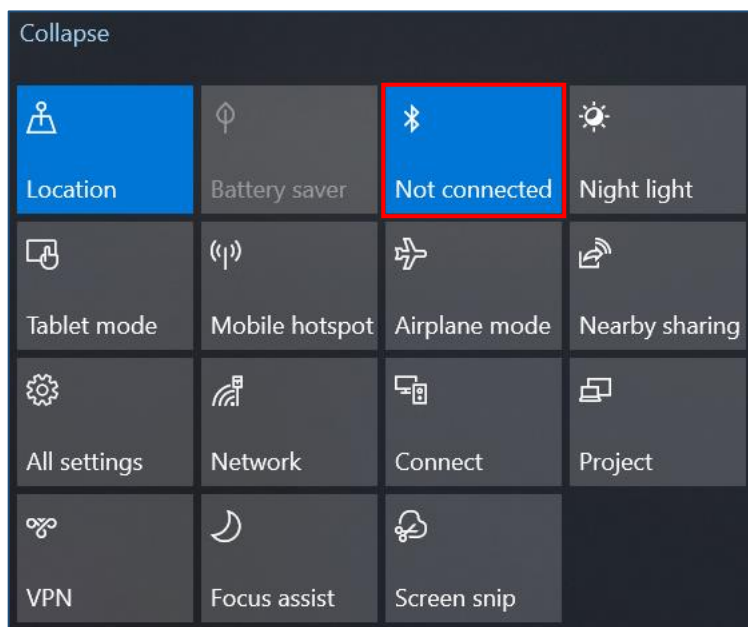 Collapse
Location
Battery saver
Not connected
Night light
Tablet mode
Mobile hotspot
Airplane mode
Nearby sharing
All settings
Network
Connect
Project
VPN
Focus assist
Screen snip